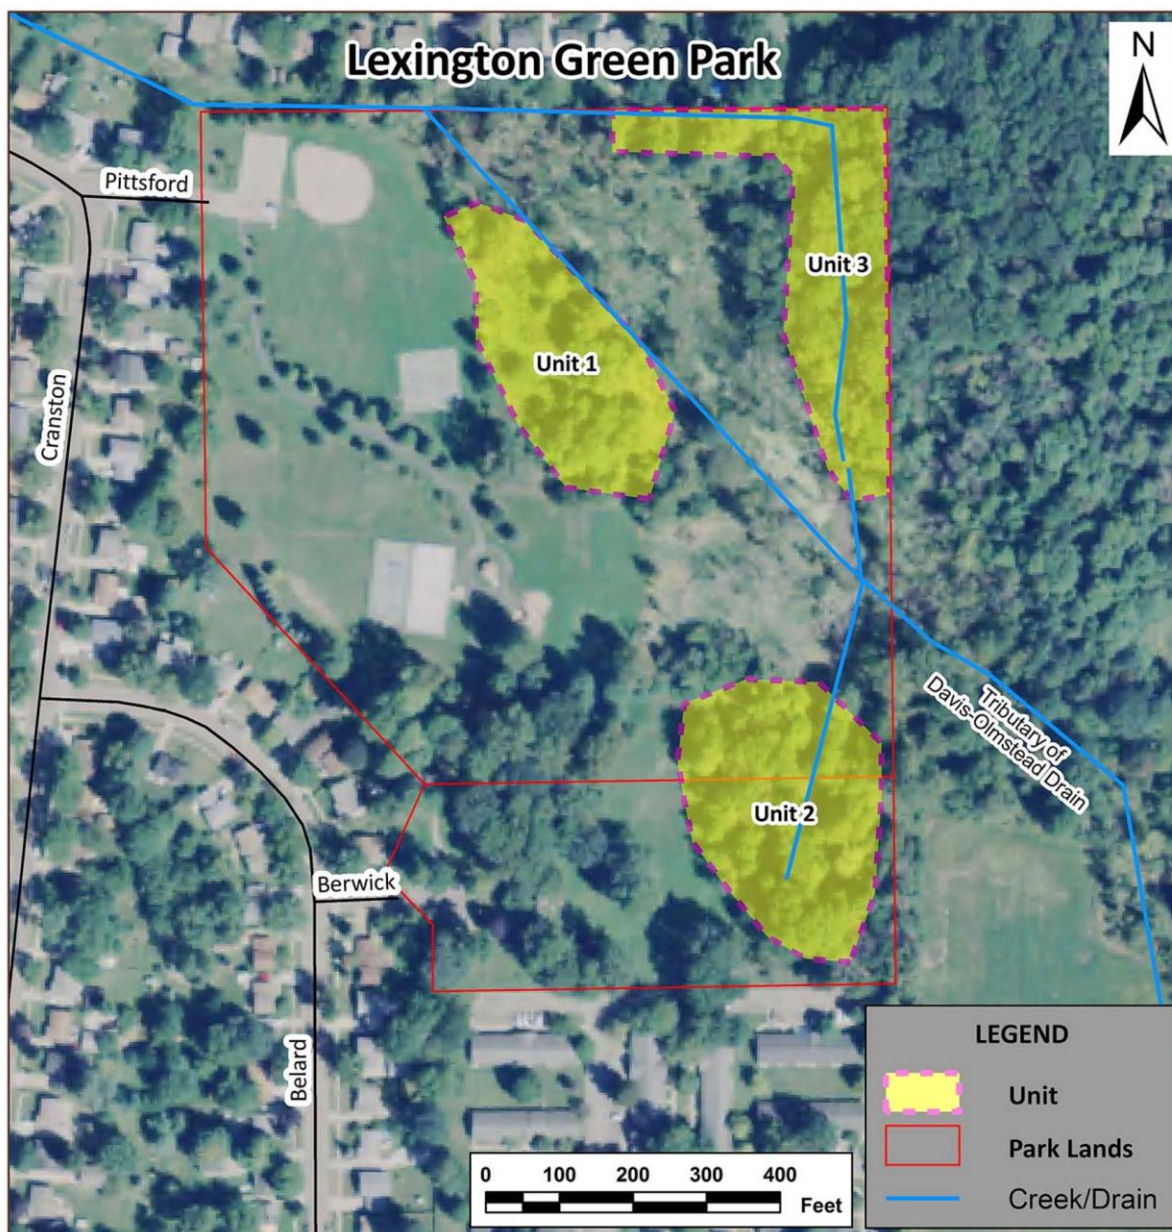 Lexington Green Park
N
Pittsford
Unit 3
Unit 1
Cranston
Tributary of
Davis-Olmstead Drain
Unit 2
Berwick
Belard
LEGEND
Unit
Park Lands
Creek/Drain
0 100 200 300 400
Feet